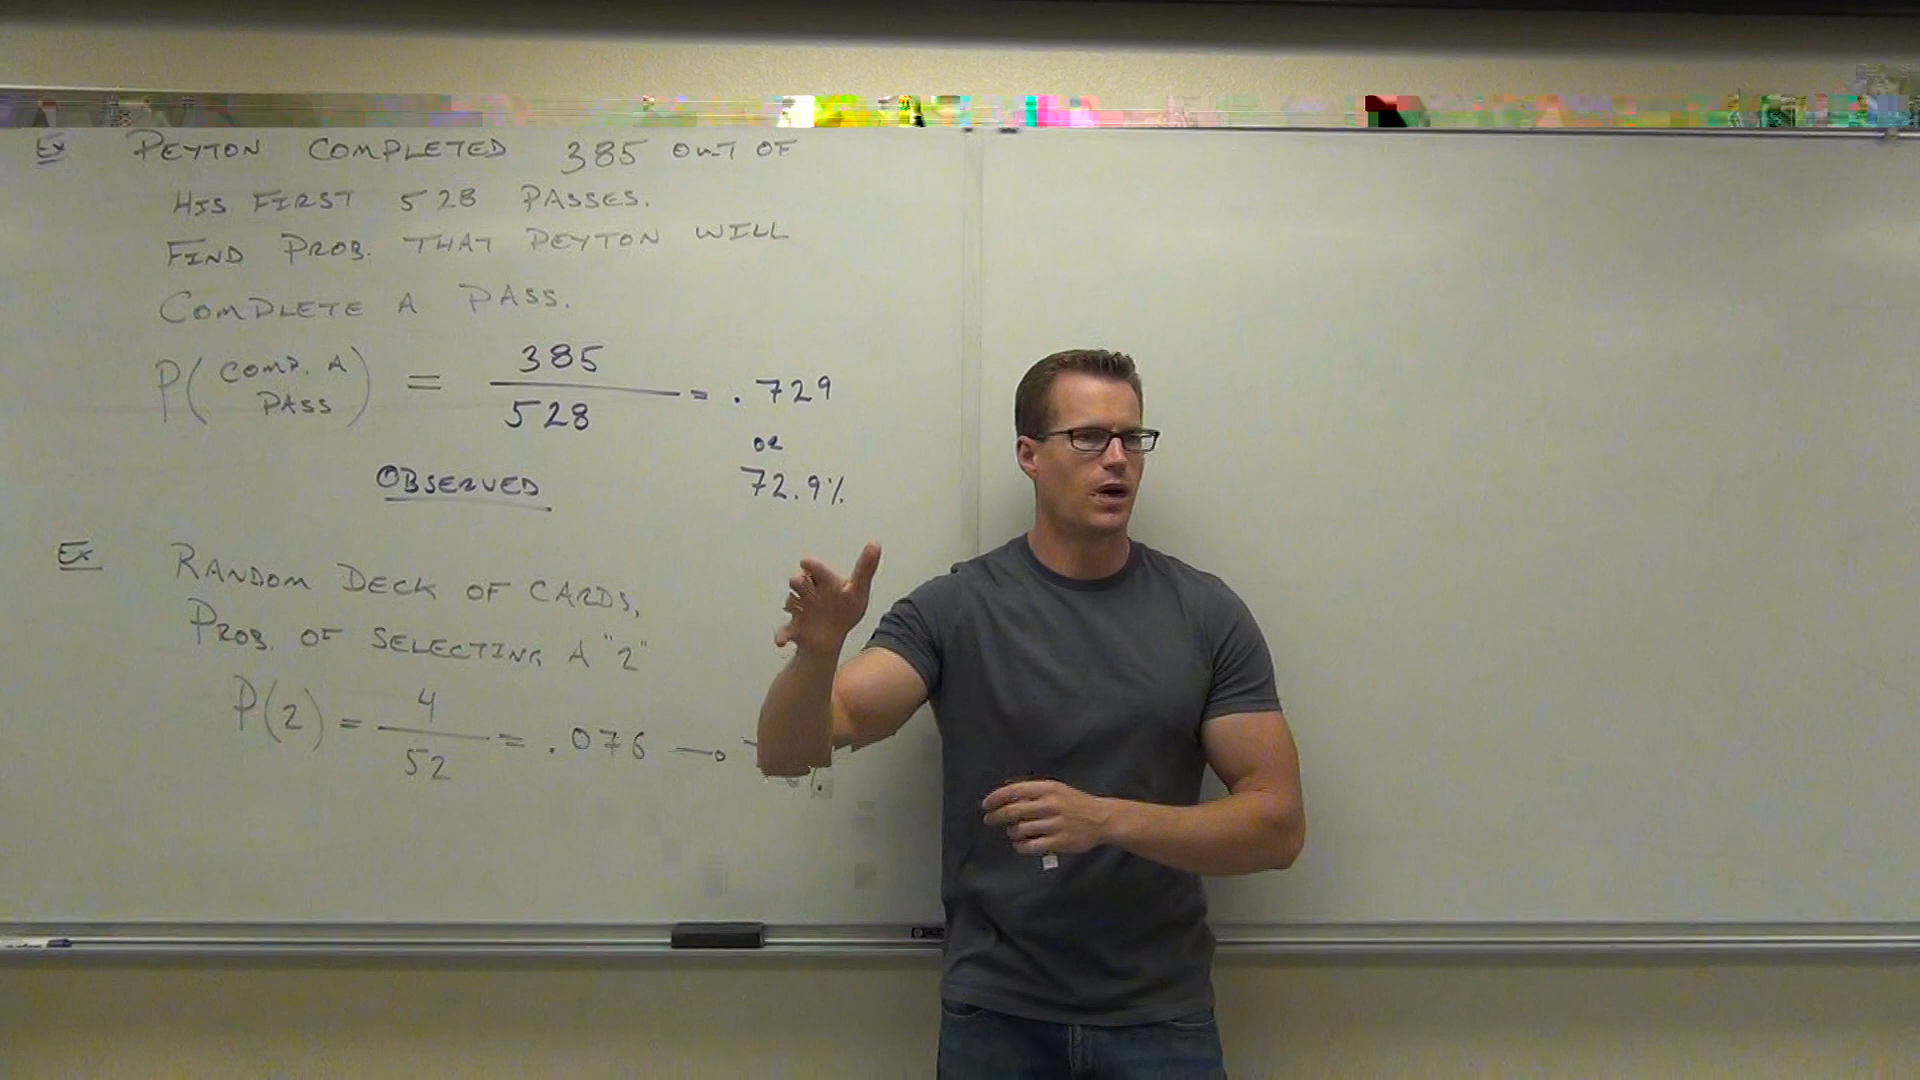 Ex PEYTON COMPLETED 385 OUT OF
HIS FIRST 528 PASSES.
FIND PROB. THAT PEYTON WILL
COMPLETE A PASS.
P(COMP. A PASS) = 385/528 = .729
or
72.9%
OBSERVED
Ex RANDOM DECK OF CARDS,
PROB. OF SELECTING A "2"
P(2) = 4/52 = .076 →